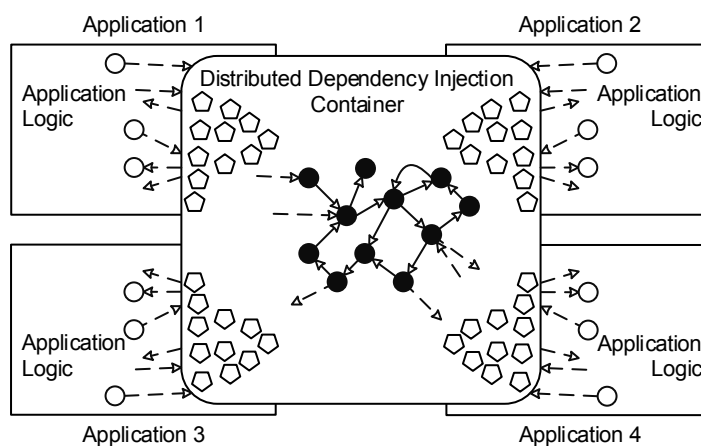 Application 1
Application 2
Distributed Dependency Injection
Container
Application
Logic
Application
Logic
Application
Logic
Application
Logic
Application 3
Application 4